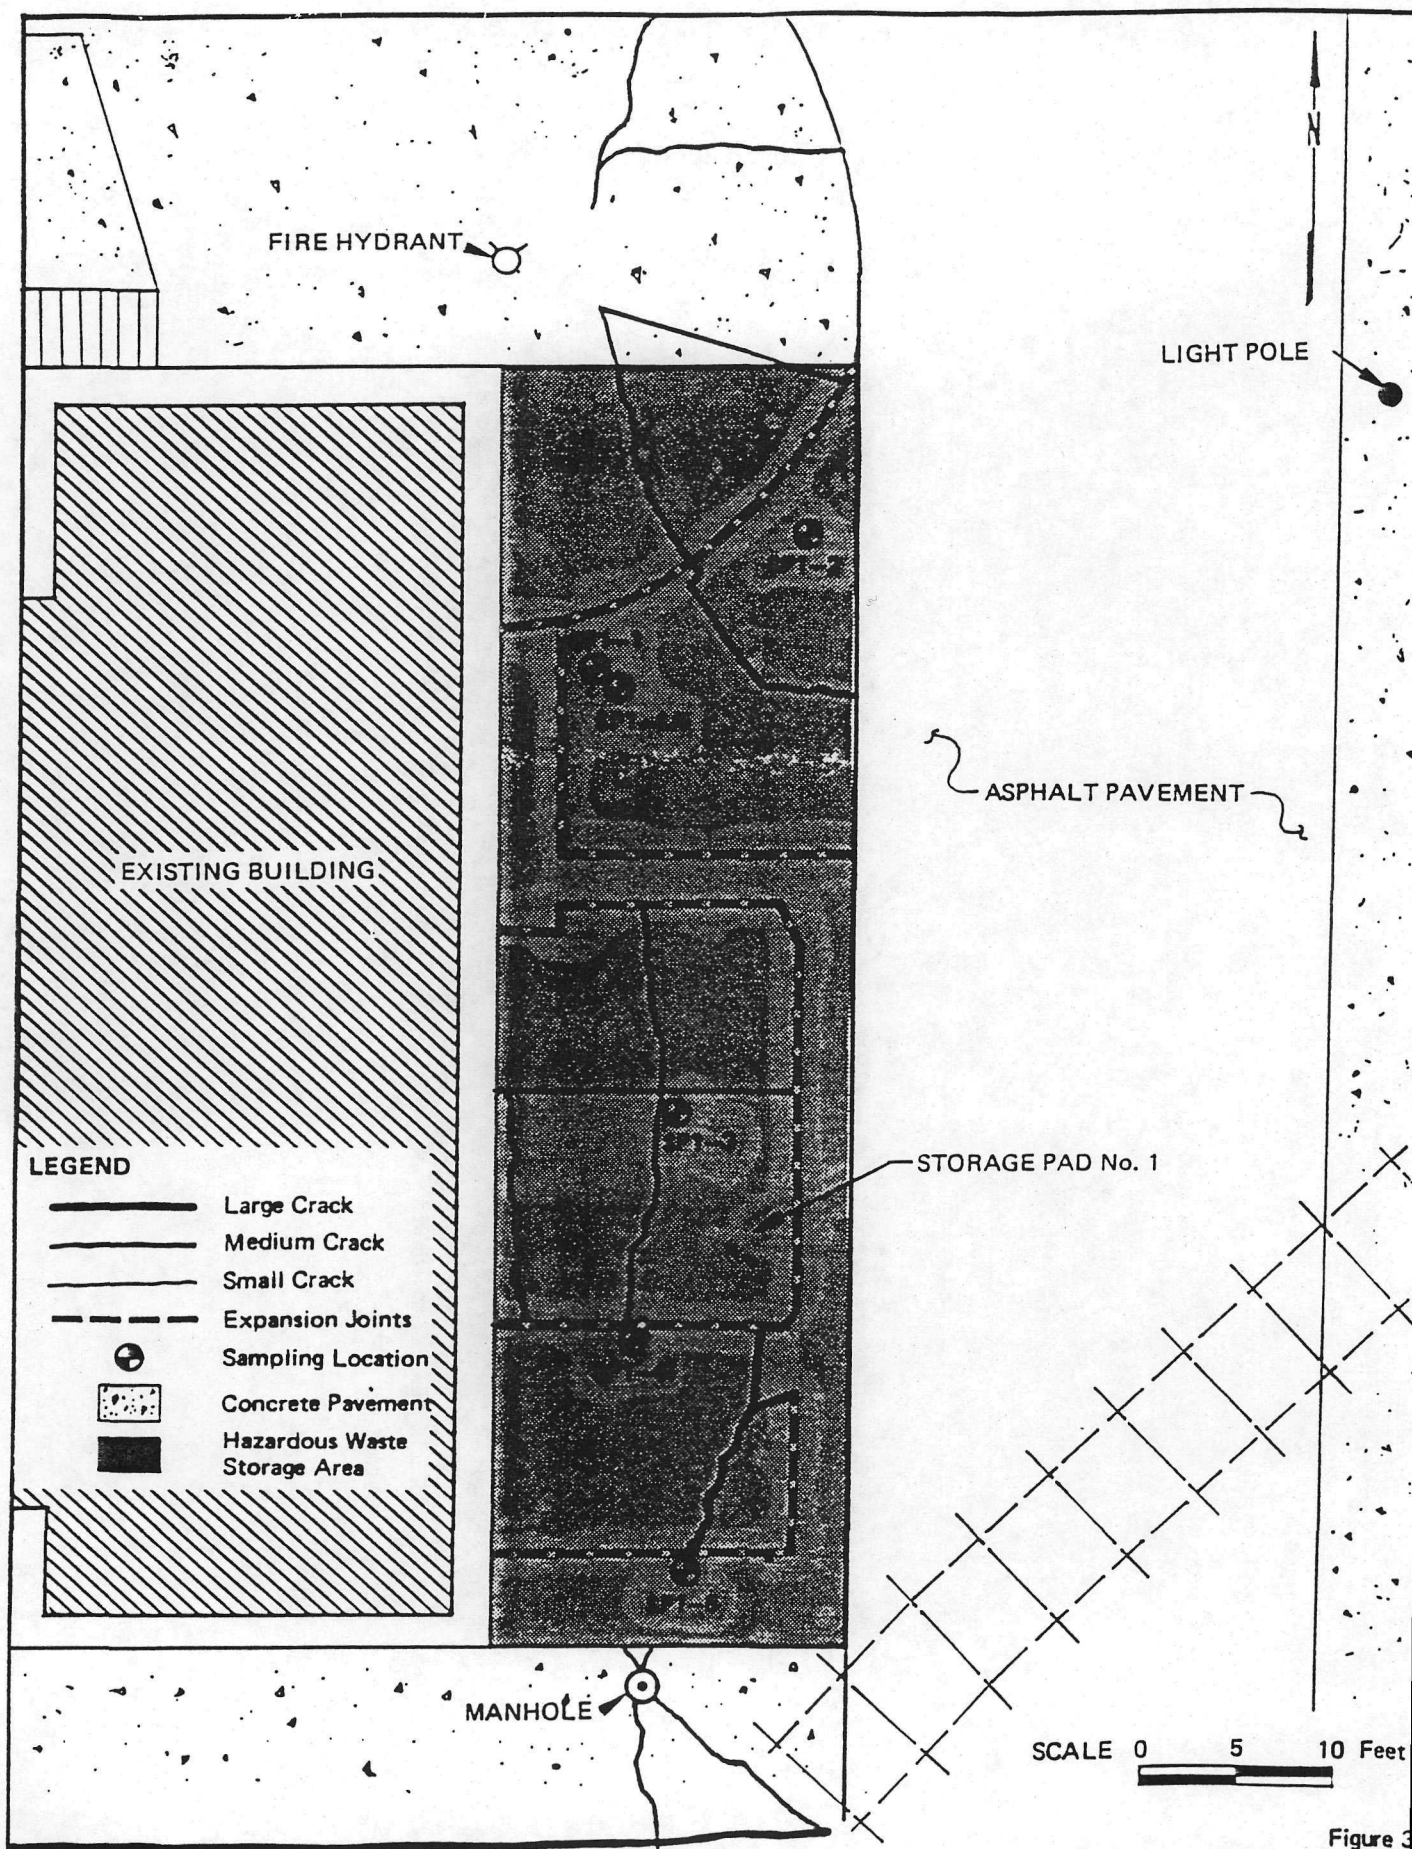 N
FIRE HYDRANT
LIGHT POLE
ASPHALT PAVEMENT
EXISTING BUILDING
STORAGE PAD No. 1
LEGEND
Large Crack
Medium Crack
Small Crack
Expansion Joints
Sampling Location
Concrete Pavement
Hazardous Waste
Storage Area
MANHOLE
SCALE 0 5 10 Feet
Figure 3